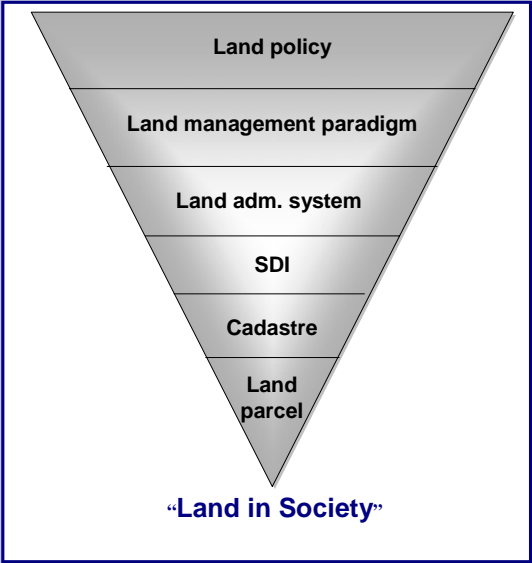 Land policy
Land management paradigm
Land adm. system
SDI
Cadastre
Land
parcel
“Land in Society”